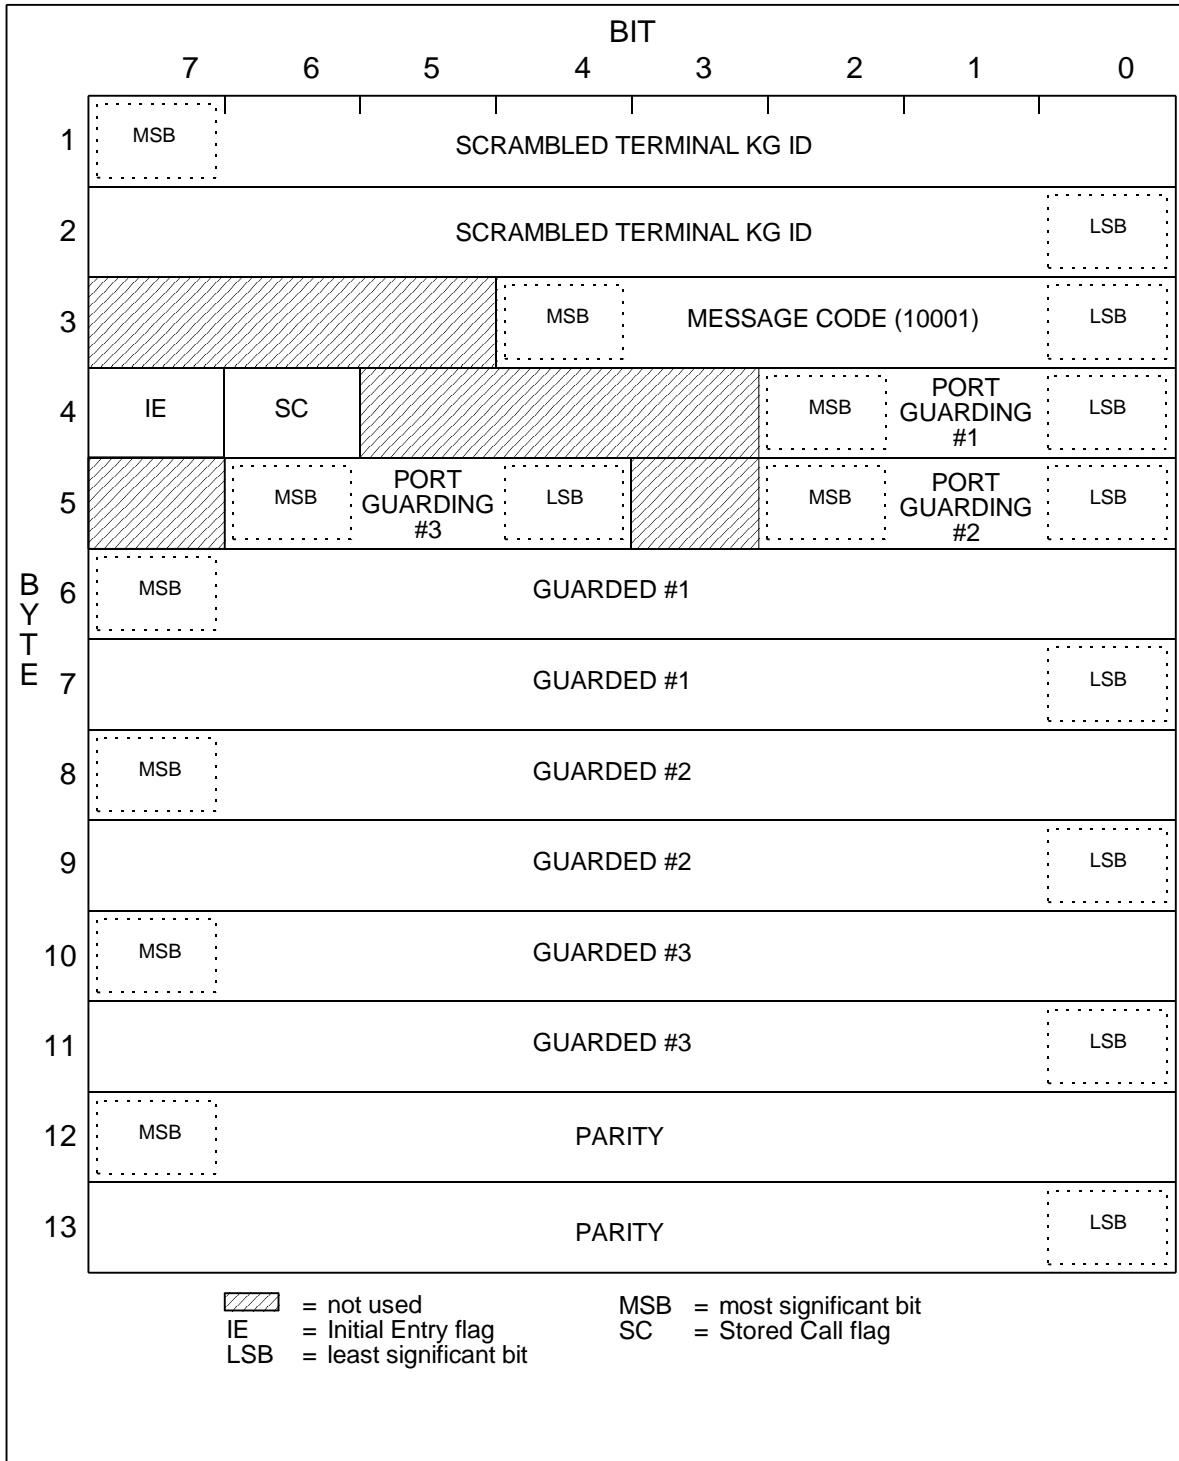 BIT
7 6 5 4 3 2 1 0
1 MSB SCRAMBLED TERMINAL KG ID
2 SCRAMBLED TERMINAL KG ID LSB
3 MSB MESSAGE CODE (10001) LSB
4 IE SC MSB PORT GUARDING #1 LSB
5 MSB PORT GUARDING #3 LSB MSB PORT GUARDING #2 LSB
BYTE
6 MSB GUARDED #1
7 GUARDED #1 LSB
8 MSB GUARDED #2
9 GUARDED #2 LSB
10 MSB GUARDED #3
11 GUARDED #3 LSB
12 MSB PARITY
13 PARITY LSB
= not used
IE = Initial Entry flag
LSB = least significant bit
MSB = most significant bit
SC = Stored Call flag